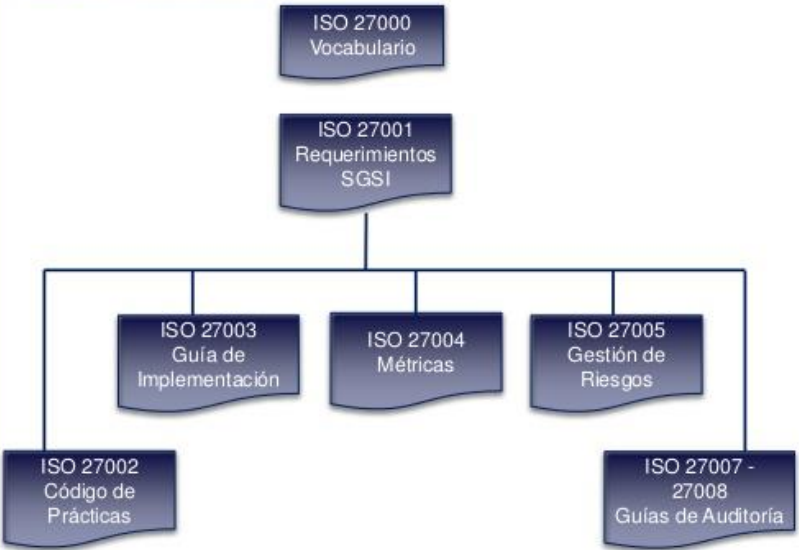 ISO 27000
Vocabulario
ISO 27001
Requerimientos
SGSI
ISO 27003
Guía de
Implementación
ISO 27004
Métricas
ISO 27005
Gestión de
Riesgos
ISO 27002
Código de
Prácticas
ISO 27007 -
27008
Guías de Auditoría